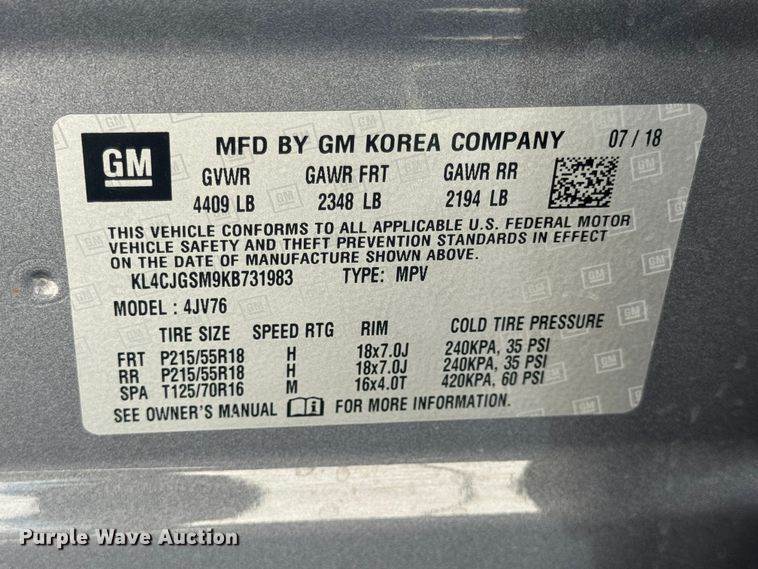 GM MFD BY GM KOREA COMPANY 07 / 18
GVWR GAWR FRT GAWR RR
4409 LB 2348 LB 2194 LB
THIS VEHICLE CONFORMS TO ALL APPLICABLE U.S. FEDERAL MOTOR
VEHICLE SAFETY AND THEFT PREVENTION STANDARDS IN EFFECT
ON THE DATE OF MANUFACTURE SHOWN ABOVE.
KL4CJGSM9KB731983 TYPE: MPV
MODEL : 4JV76
TIRE SIZE SPEED RTG RIM COLD TIRE PRESSURE
FRT P215/55R18 H 18x7.0J 240KPA, 35 PSI
RR P215/55R18 H 18x7.0J 240KPA, 35 PSI
SPA T125/70R16 M 16x4.0T 420KPA, 60 PSI
SEE OWNER'S MANUAL FOR MORE INFORMATION.
Purple Wave Auction